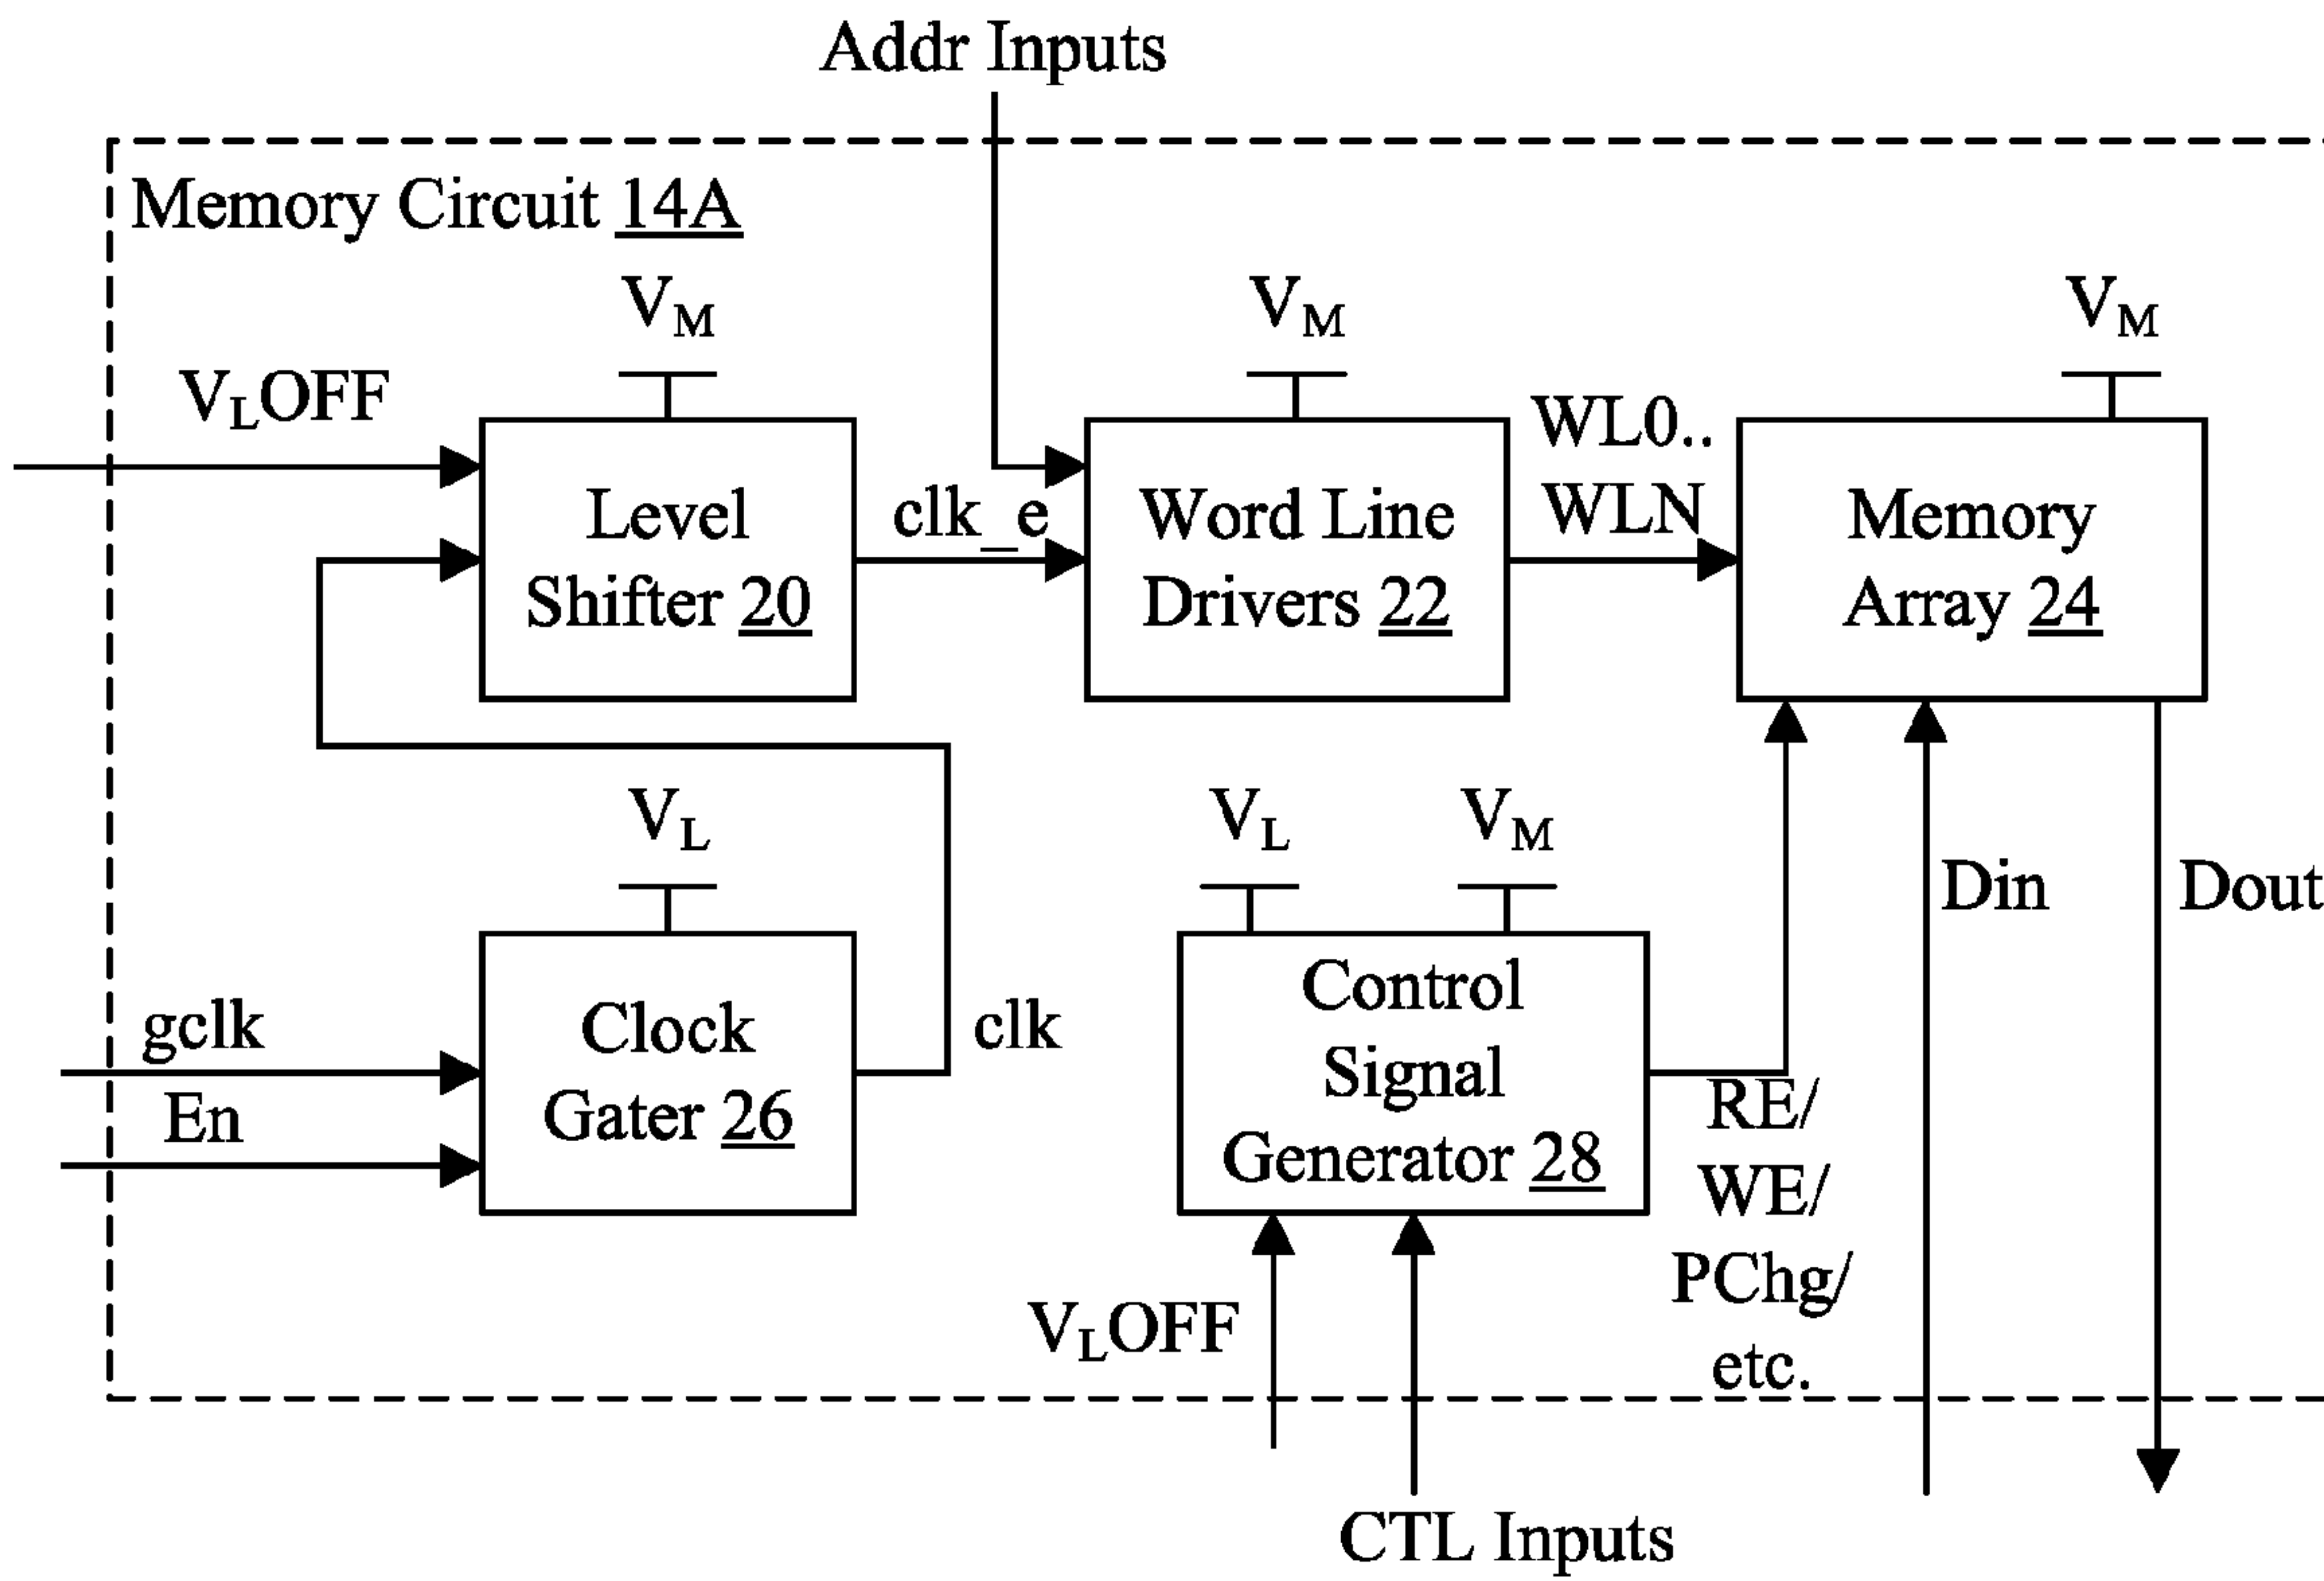 Addr Inputs
Memory Circuit 14A
VM
VM
VM
VLOFF
WL0..
WLN
Level
Shifter 20
clk_e
Word Line
Drivers 22
Memory
Array 24
VL
VL
VM
Din
Dout
gclk
En
Clock
Gater 26
clk
Control
Signal
Generator 28
RE/
WE/
PChg/
etc.
VLOFF
CTL Inputs